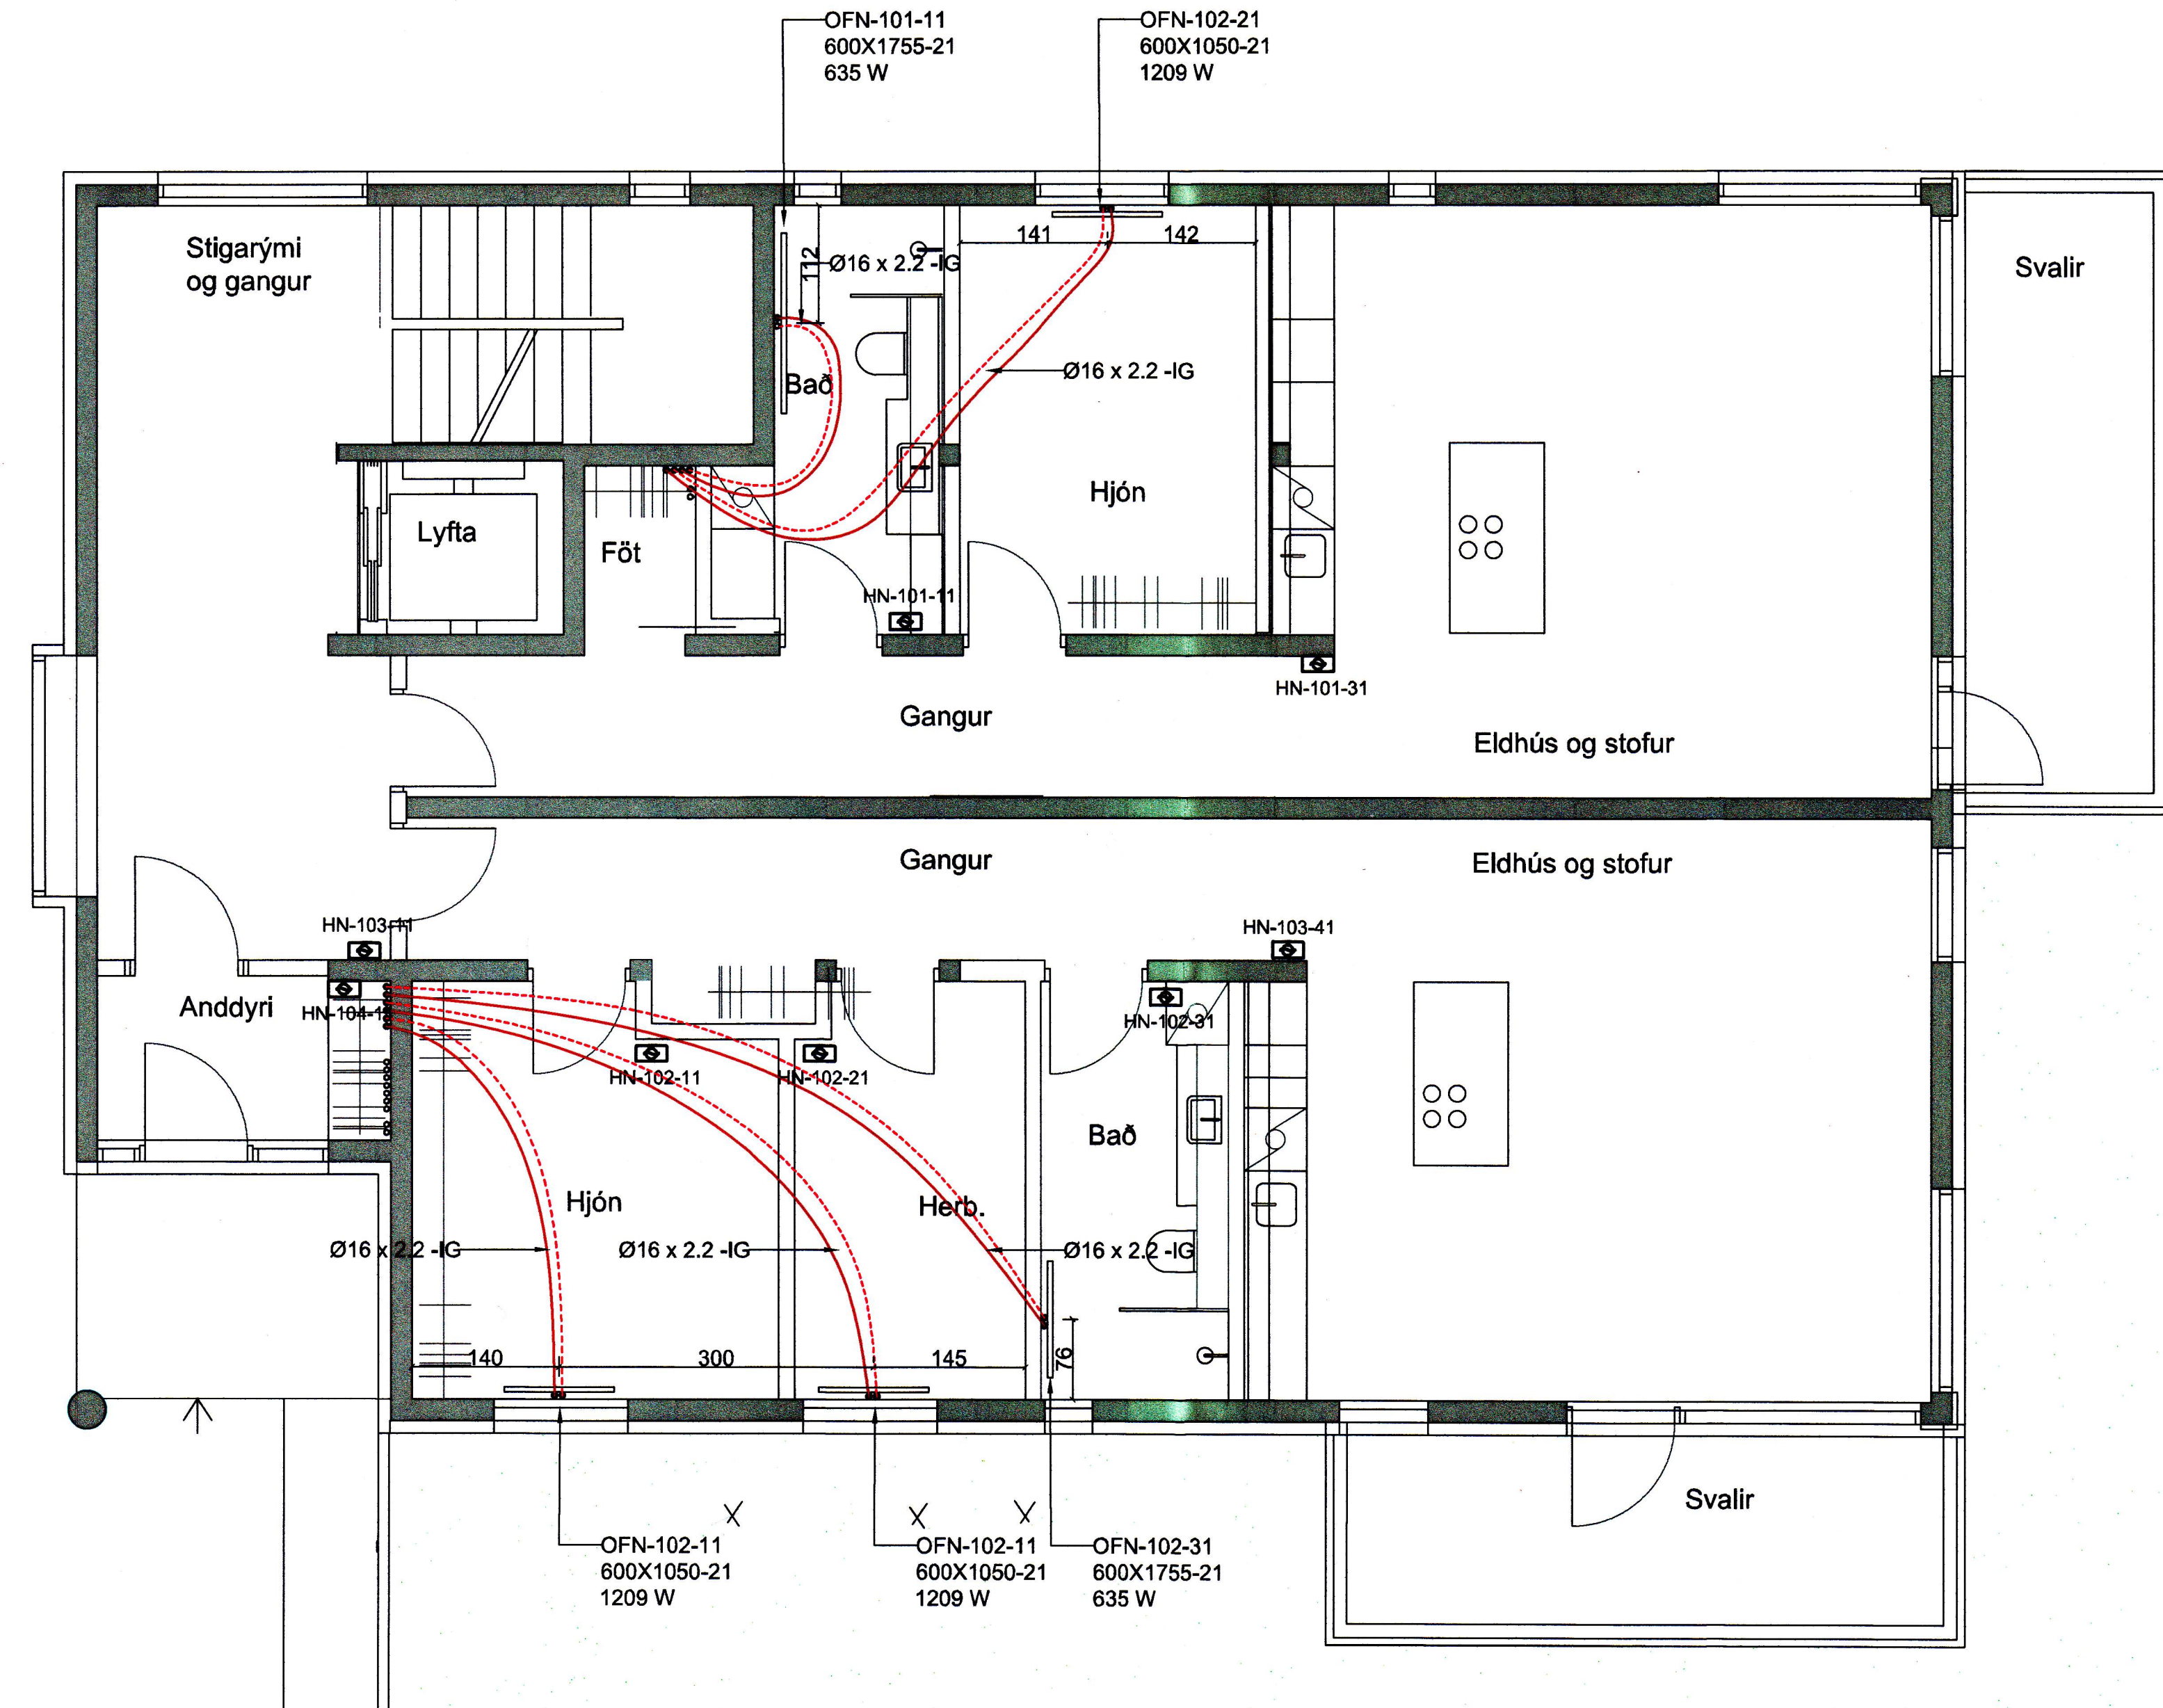 OFN-101-11
600X1755-21
635 W
OFN-102-21
600X1050-21
1209 W
Stigarými
og gangur
141
142
112
Ø16 x 2.2 -IG
Svalir
Bað
Ø16 x 2.2 -IG
Hjón
Lyfta
Föt
HN-101-11
HN-101-31
Gangur
Eldhús og stofur
Gangur
Eldhús og stofur
HN-103-11
HN-103-41
Anddyri
HN-102-31
HN-102-11
HN-102-21
Bað
Hjón
Herb.
Ø16 x 2.2 -IG
Ø16 x 2.2 -IG
Ø16 x 2.2 -IG
140
300
145
76
Svalir
OFN-102-11
600X1050-21
1209 W
OFN-102-11
600X1050-21
1209 W
OFN-102-31
600X1755-21
635 W